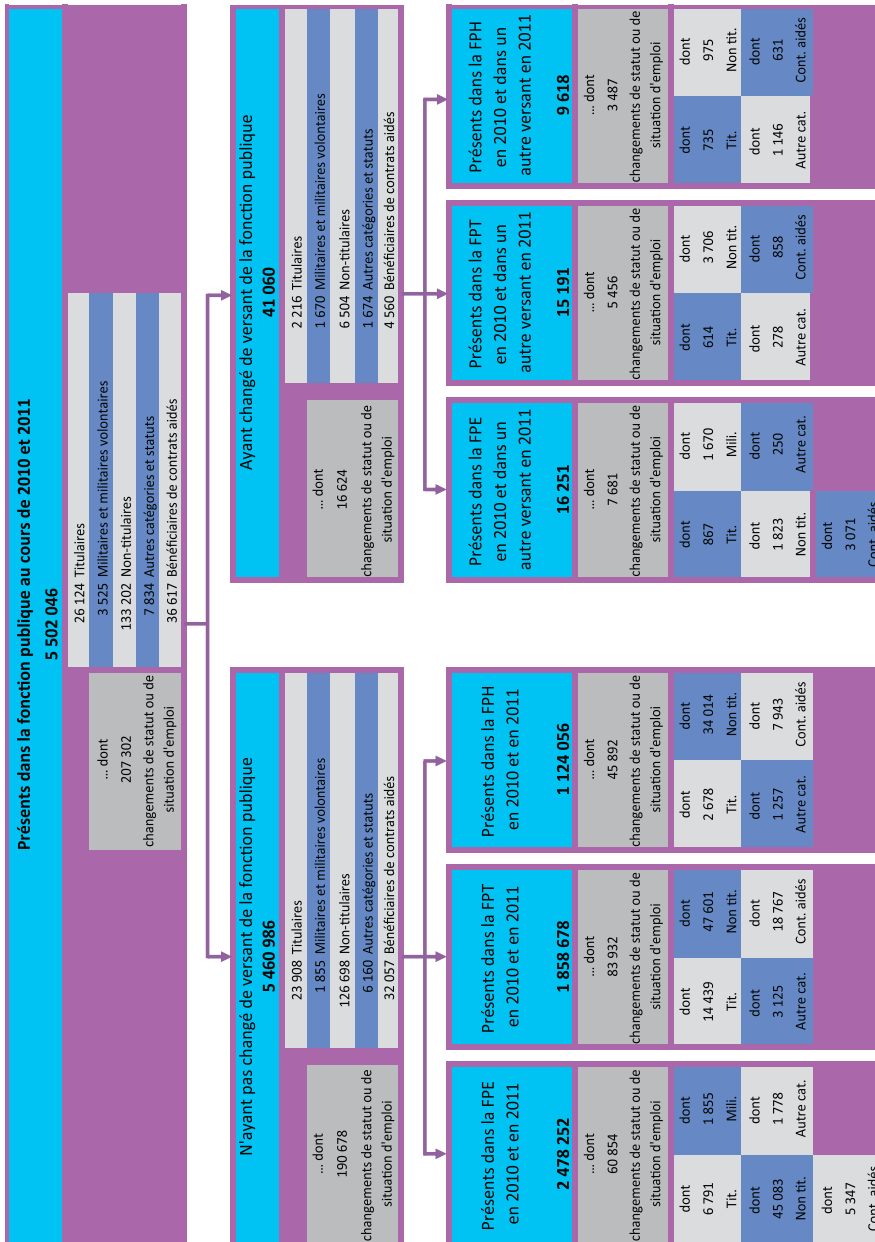 Présents dans la fonction publique au cours de 2010 et 2011
5 502 046
... dont
207 302
changements de statut ou de
situation d'emploi
26 124 Titulaires
3 525 Militaires et militaires volontaires
133 202 Non-titulaires
7 834 Autres catégories et statuts
36 617 Bénéficiaires de contrats aidés
N'ayant pas changé de versant de la fonction publique
5 460 986
... dont
190 678
changements de statut ou de
situation d'emploi
23 908 Titulaires
1 855 Militaires et militaires volontaires
126 698 Non-titulaires
6 160 Autres catégories et statuts
32 057 Bénéficiaires de contrats aidés
Ayant changé de versant de la fonction publique
41 060
... dont
16 624
changements de statut ou de
situation d'emploi
2 216 Titulaires
1 670 Militaires et militaires volontaires
6 504 Non-titulaires
1 674 Autres catégories et statuts
4 560 Bénéficiaires de contrats aidés
Présents dans la FPE
en 2010 et en 2011
2 478 252
... dont
60 854
changements de statut ou de
situation d'emploi
dont
6 791
Tit.
dont
1 855
Mili.
dont
45 083
Non tit.
dont
1 778
Autre cat.
dont
5 347
Cont. aidés
Présents dans la FPT
en 2010 et en 2011
1 858 678
... dont
83 932
changements de statut ou de
situation d'emploi
dont
14 439
Tit.
dont
47 601
Non tit.
dont
3 125
Autre cat.
dont
18 767
Cont. aidés
Présents dans la FPH
en 2010 et en 2011
1 124 056
... dont
45 892
changements de statut ou de
situation d'emploi
dont
2 678
Tit.
dont
34 014
Non tit.
dont
1 257
Autre cat.
dont
7 943
Cont. aidés
Présents dans la FPE
en 2010 et dans un
autre versant en 2011
16 251
... dont
7 681
changements de statut ou de
situation d'emploi
dont
867
Tit.
dont
1 670
Mili.
dont
1 823
Non tit.
dont
250
Autre cat.
dont
3 071
Cont. aidés
Présents dans la FPT
en 2010 et dans un
autre versant en 2011
15 191
... dont
5 456
changements de statut ou de
situation d'emploi
dont
614
Tit.
dont
3 706
Non tit.
dont
278
Autre cat.
dont
858
Cont. aidés
Présents dans la FPH
en 2010 et dans un
autre versant en 2011
9 618
... dont
3 487
changements de statut ou de
situation d'emploi
dont
735
Tit.
dont
975
Non tit.
dont
1 146
Autre cat.
dont
631
Cont. aidés